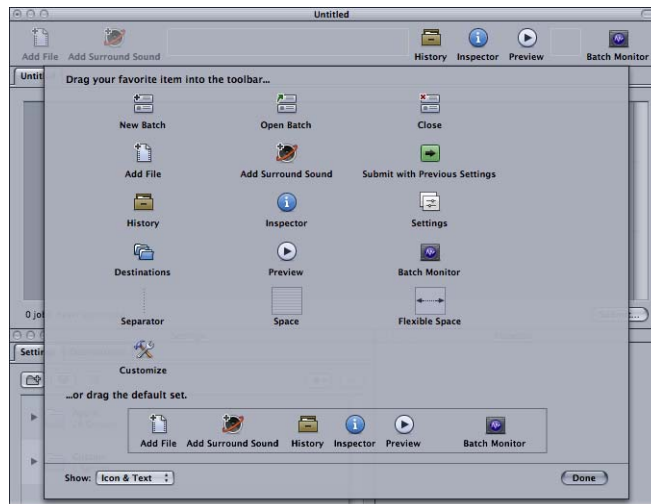 Untitled
Add File Add Surround Sound History Inspector Preview Batch Monitor
Drag your favorite item into the toolbar...
New Batch Open Batch Close
Add File Add Surround Sound Submit with Previous Settings
History Inspector Settings
Destinations Preview Batch Monitor
0 jo
Separator Space Flexible Space
Settin
Customize
...or drag the default set.
Add File Add Surround Sound History Inspector Preview Batch Monitor
Show: Icon & Text Done